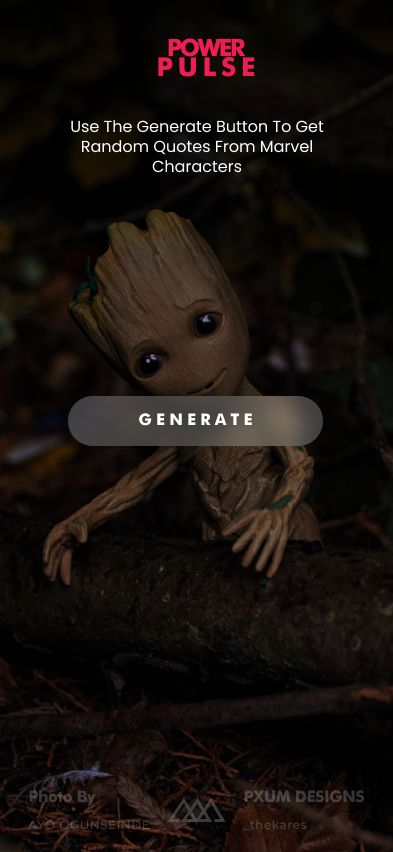 POWER
PULSE
Use The Generate Button To Get
Random Quotes From Marvel
Characters
GENERATE
Photo By
PXUM DESIGNS
AYO OGUNSEINDE
_thekares